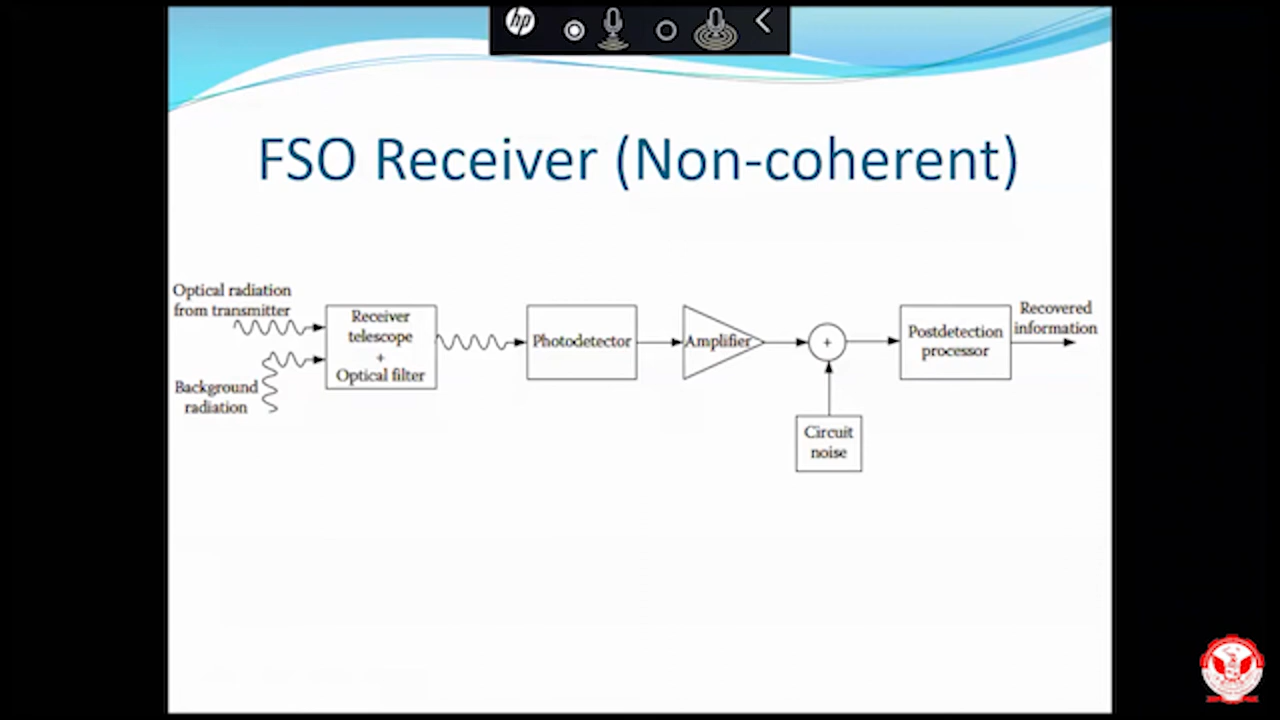 hp
FSO Receiver (Non-coherent)
Optical radiation
from transmitter
Background
radiation
Receiver
telescope
+
Optical filter
Photodetector
Amplifier
+
Circuit
noise
Postdetection
processor
Recovered
information